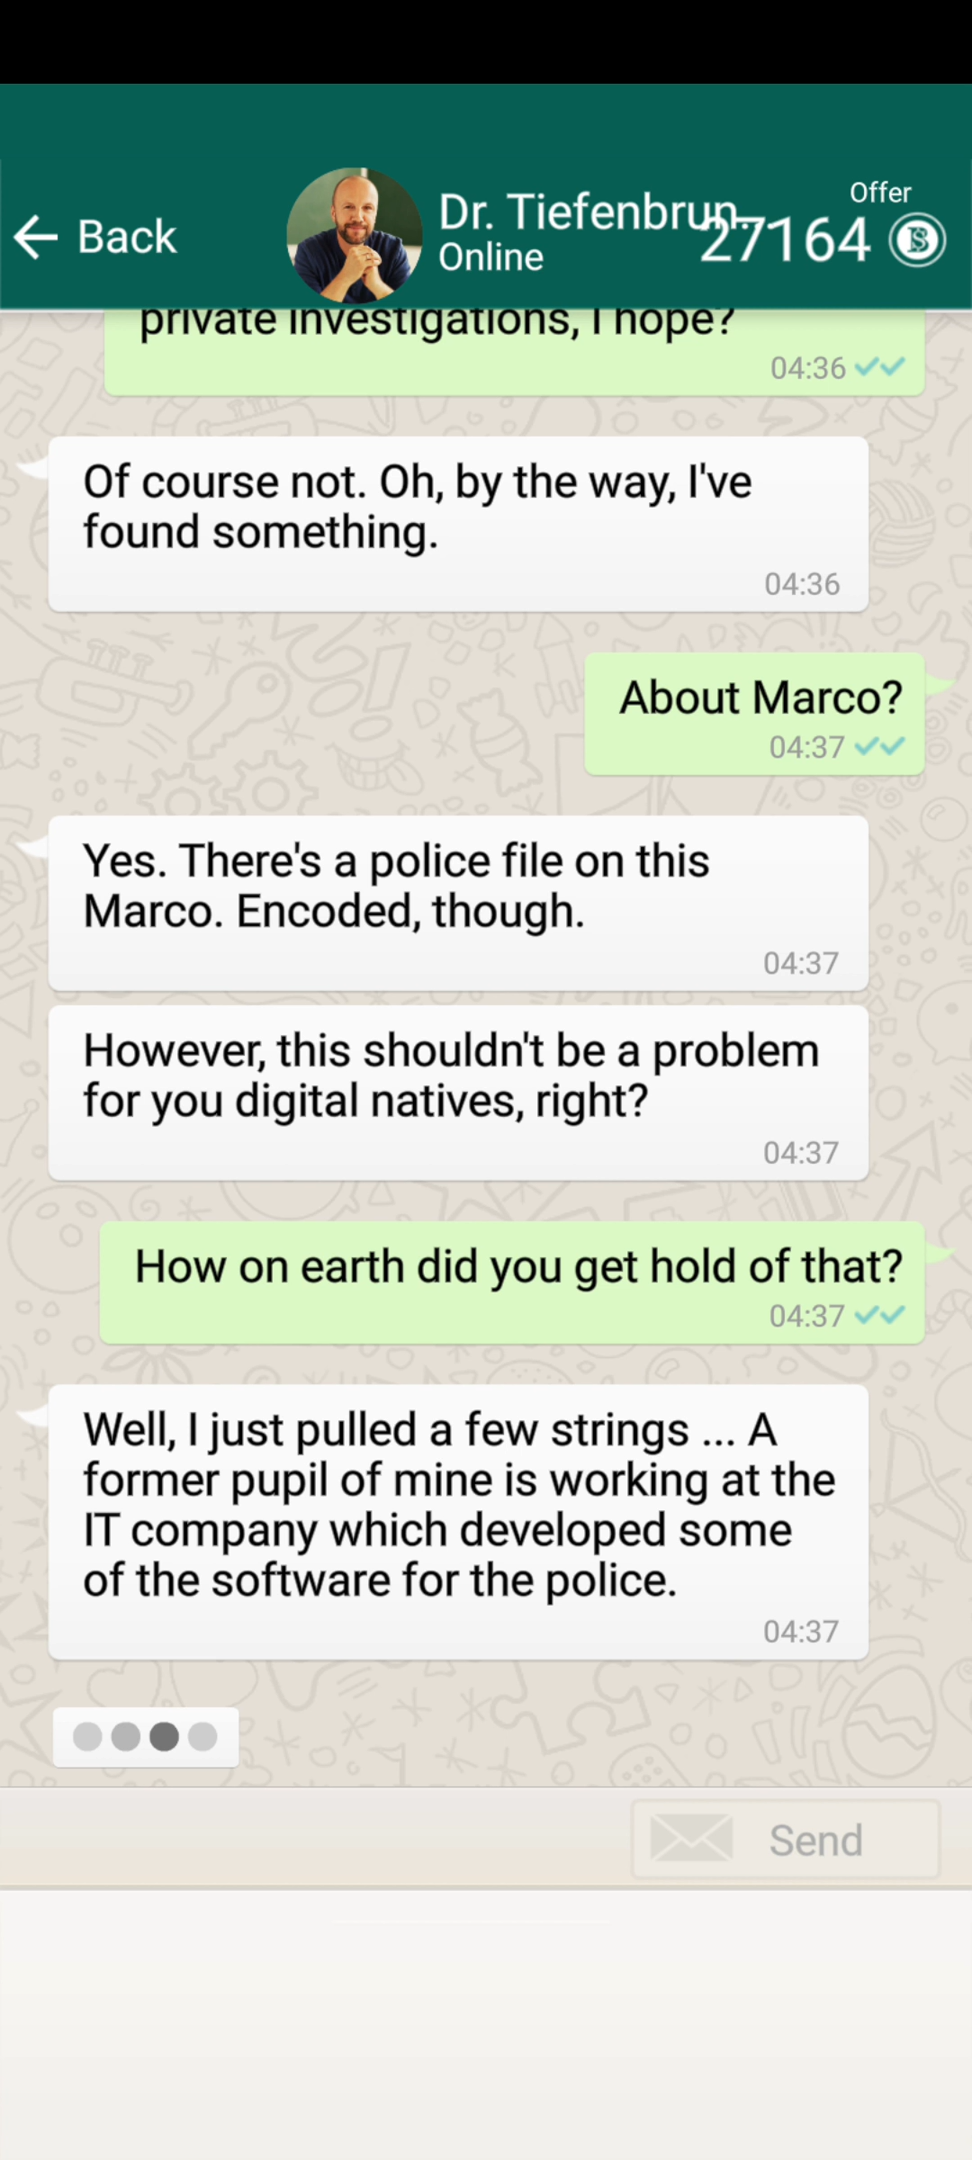 Offer
← Back
Dr. Tiefenbrun...
27164
Online
private investigations, I hope?
04:36
Of course not. Oh, by the way, I've
found something.
04:36
About Marco?
04:37
Yes. There's a police file on this
Marco. Encoded, though.
04:37
However, this shouldn't be a problem
for you digital natives, right?
04:37
How on earth did you get hold of that?
04:37
Well, I just pulled a few strings ... A
former pupil of mine is working at the
IT company which developed some
of the software for the police.
04:37
Send